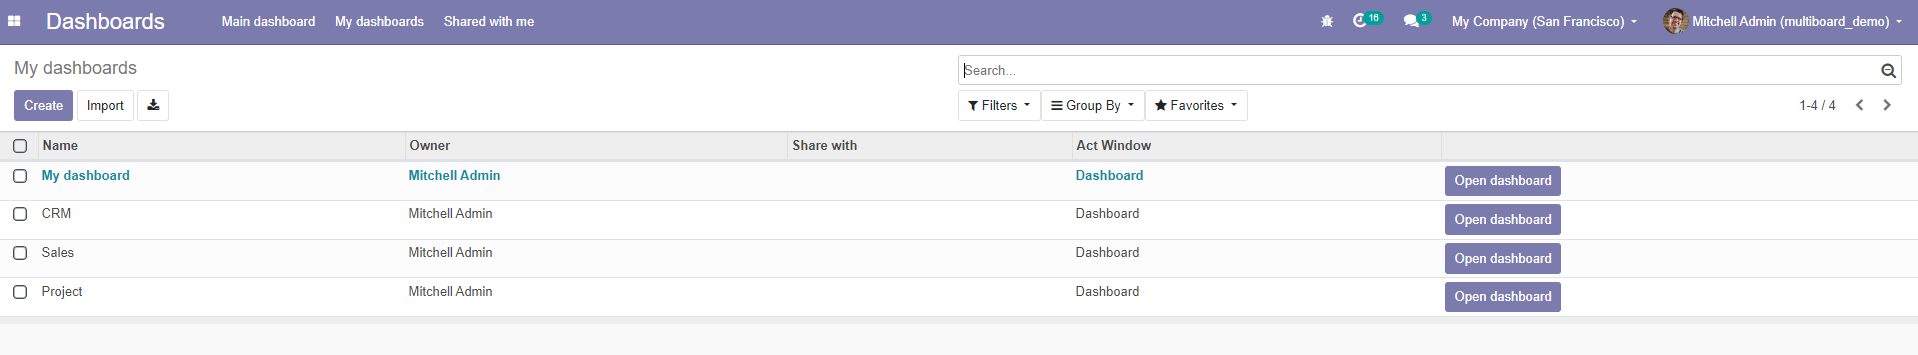 Dashboards Main dashboard My dashboards Shared with me 16 3 My Company (San Francisco) Mitchell Admin (multiboard_demo)
My dashboards Search...
Create Import Filters Group By Favorites 1-4 / 4
Name Owner Share with Act Window
My dashboard Mitchell Admin Dashboard Open dashboard
CRM Mitchell Admin Dashboard Open dashboard
Sales Mitchell Admin Dashboard Open dashboard
Project Mitchell Admin Dashboard Open dashboard